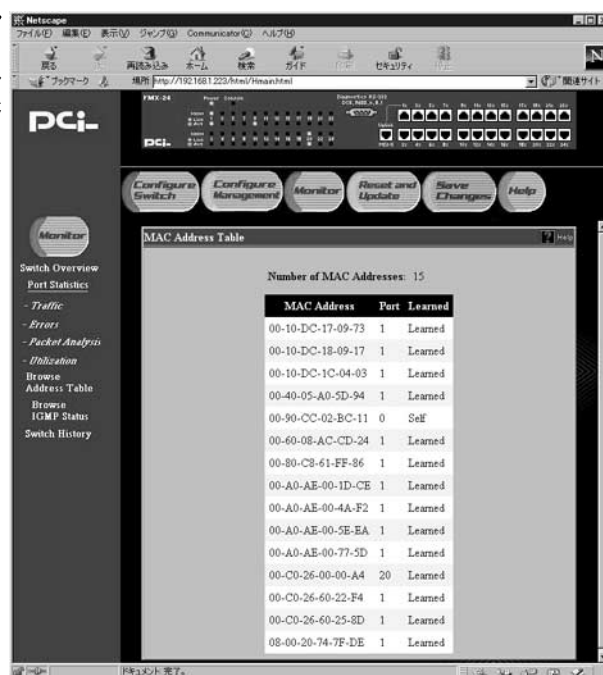 Netscape
ファイル(F) 編集(E) 表示(V) ジャンプ(G) Communicator(C) ヘルプ(H)
戻る 再読み込み ホーム 検索 ガイド セキュリティ
ブックマーク 場所 http://192.168.1.223/html/Hmain.html 関連サイト
PCi
FMX-24 Power
PCi
Configure Switch
Configure Management
Monitor
Reset and Update
Save Changes
Help
Monitor
Switch Overview
Port Statistics
- Traffic
- Errors
- Packet Analysis
- Utilization
Browse
Address Table
Browse
IGMP Status
Switch History
MAC Address Table Help
Number of MAC Addresses: 15
MAC Address Port Learned
00-10-DC-17-09-73 1 Learned
00-10-DC-18-09-17 1 Learned
00-10-DC-1C-04-03 1 Learned
00-40-05-A0-5D-94 1 Learned
00-90-CC-02-BC-11 0 Self
00-60-08-AC-CD-24 1 Learned
00-80-C8-61-FF-86 1 Learned
00-A0-AE-00-1D-CE 1 Learned
00-A0-AE-00-4A-F2 1 Learned
00-A0-AE-00-5E-EA 1 Learned
00-A0-AE-00-77-5D 1 Learned
00-C0-26-00-00-A4 20 Learned
00-C0-26-60-22-F4 1 Learned
00-C0-26-60-25-8D 1 Learned
08-00-20-74-7F-DE 1 Learned
ドキュメント完了。